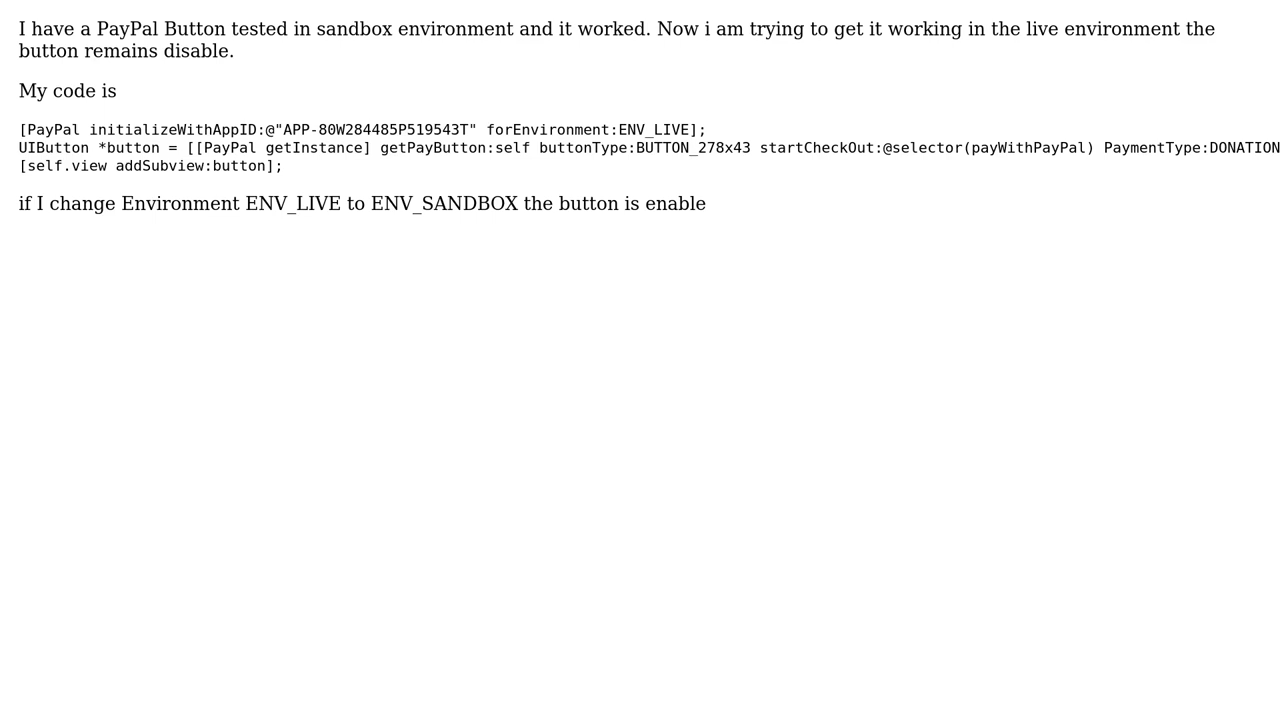 I have a PayPal Button tested in sandbox environment and it worked. Now i am trying to get it working in the live environment the
button remains disable.
My code is
[PayPal initializeWithAppID:@"APP-80W284485P519543T" forEnvironment:ENV_LIVE];
UIButton *button = [[PayPal getInstance] getPayButton:self buttonType:BUTTON_278x43 startCheckOut:@selector(payWithPayPal) PaymentType:DONATION
[self.view addSubview:button];
if I change Environment ENV_LIVE to ENV_SANDBOX the button is enable